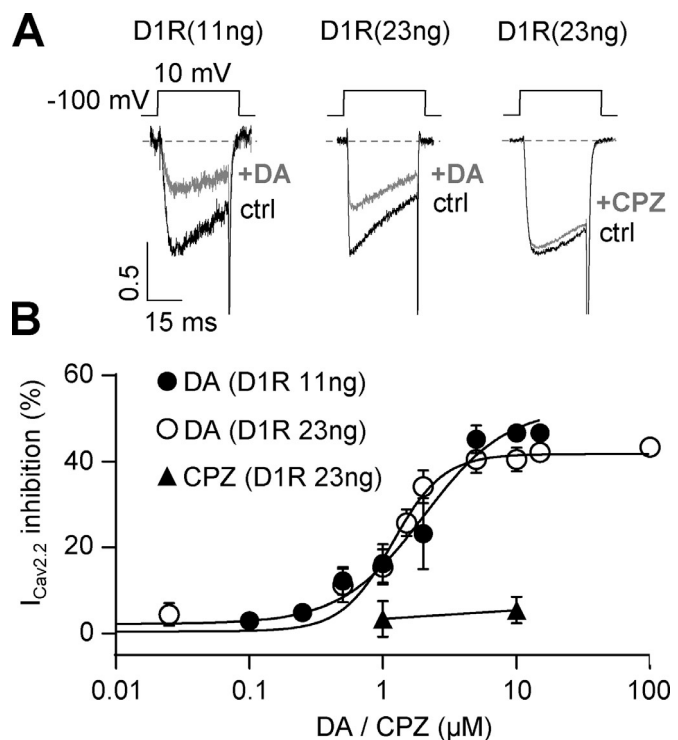 A
D1R(11ng) D1R(23ng) D1R(23ng)
10 mV
-100 mV
+DA +DA +CPZ
ctrl ctrl ctrl
0.5
15 ms
B
60
40
20
0
I_Cav2.2 inhibition (%)
DA (D1R 11ng)
DA (D1R 23ng)
CPZ (D1R 23ng)
0.01 0.1 1 10 100
DA / CPZ (µM)